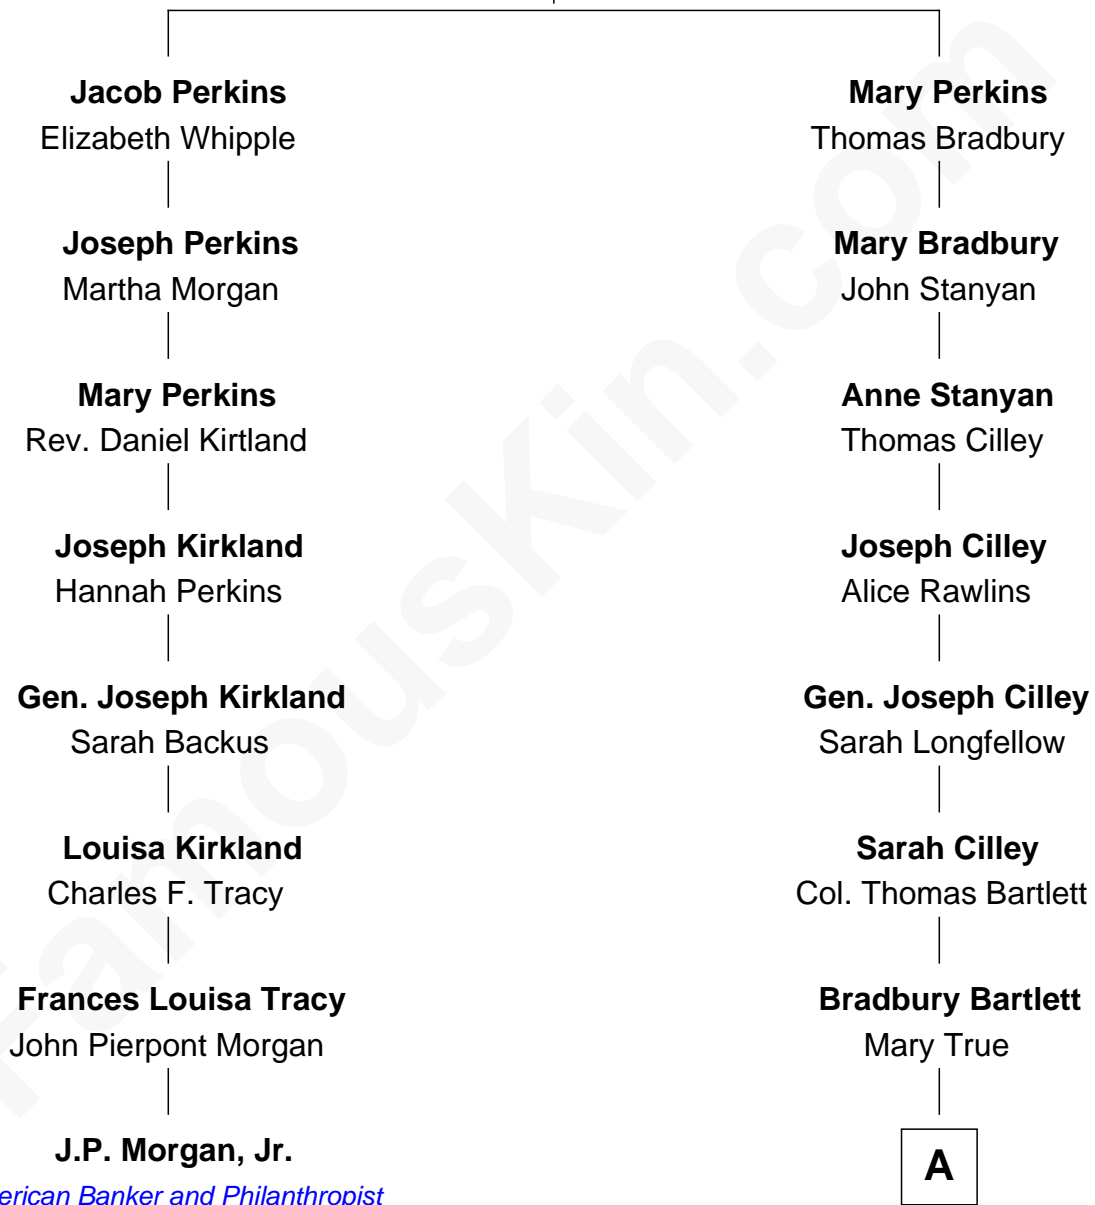 Jacob Perkins
Elizabeth Whipple
Joseph Perkins
Martha Morgan
Mary Perkins
Rev. Daniel Kirtland
Joseph Kirkland
Hannah Perkins
Gen. Joseph Kirkland
Sarah Backus
Louisa Kirkland
Charles F. Tracy
Frances Louisa Tracy
John Pierpont Morgan
J.P. Morgan, Jr.
erican Banker and Philanthropist
Mary Perkins
Thomas Bradbury
Mary Bradbury
John Stanyan
Anne Stanyan
Thomas Cilley
Joseph Cilley
Alice Rawlins
Gen. Joseph Cilley
Sarah Longfellow
Sarah Cilley
Col. Thomas Bartlett
Bradbury Bartlett
Mary True
A
FamousKin.com